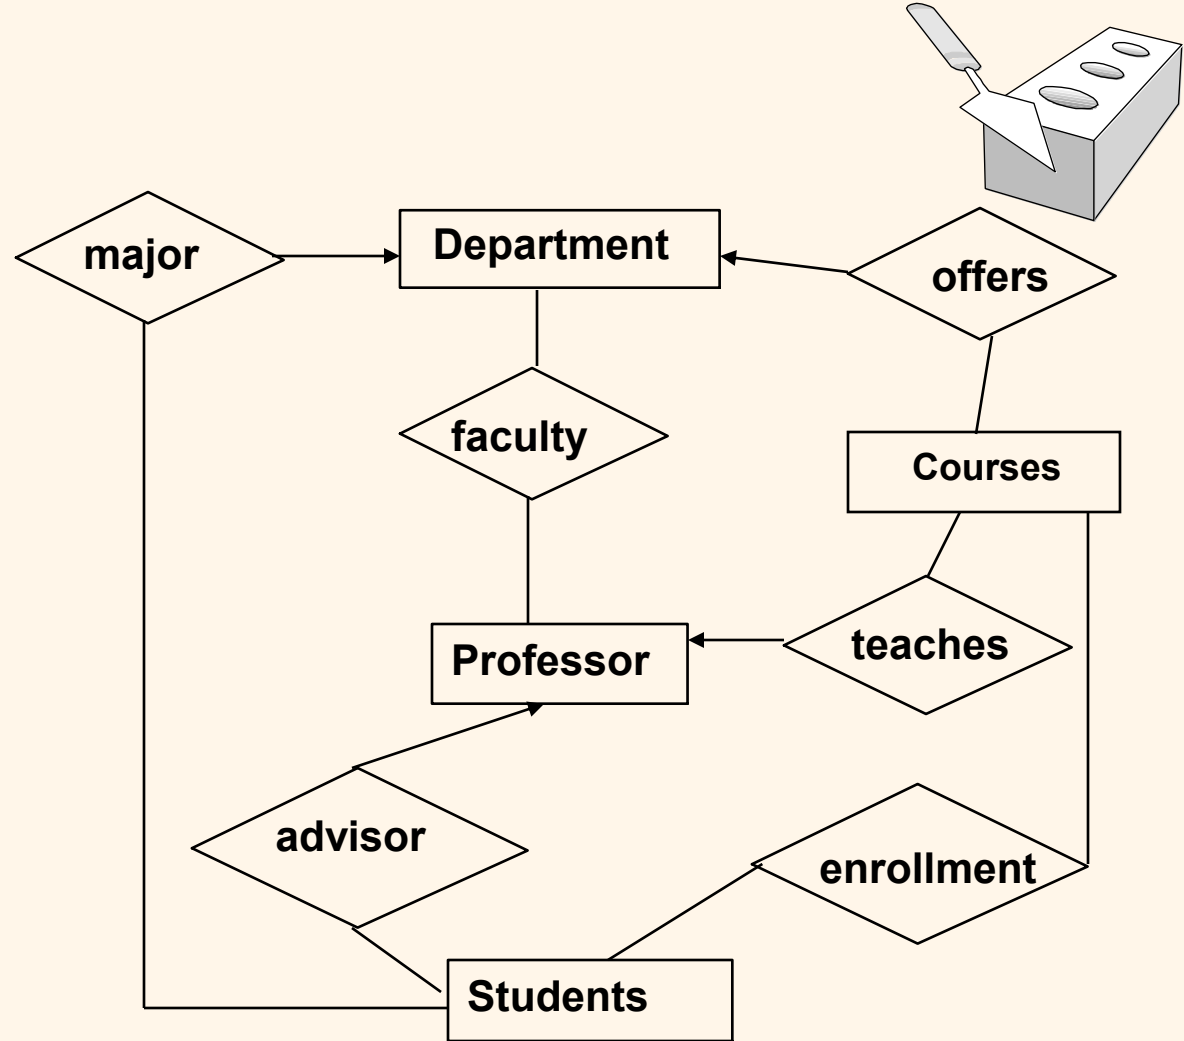 major
Department
offers
faculty
Courses
Professor
teaches
advisor
enrollment
Students